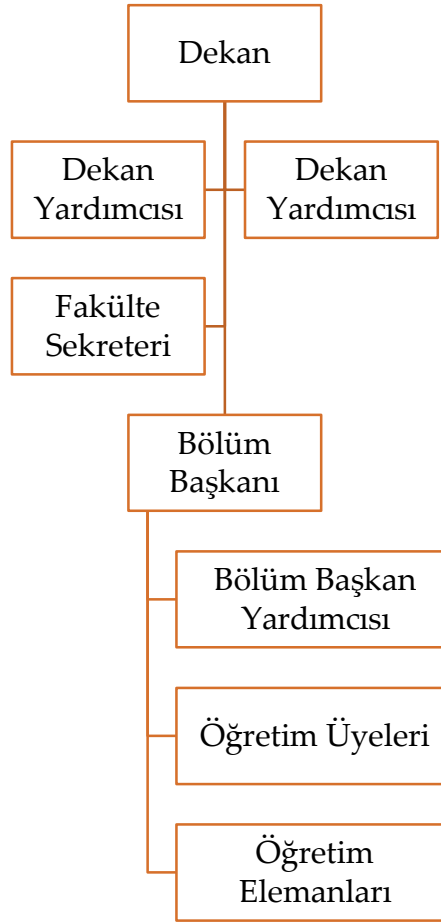 Dekan
Dekan
Yardımcısı
Dekan
Yardımcısı
Fakülte
Sekreteri
Bölüm
Başkanı
Bölüm Başkan
Yardımcısı
Öğretim Üyeleri
Öğretim
Elemanları